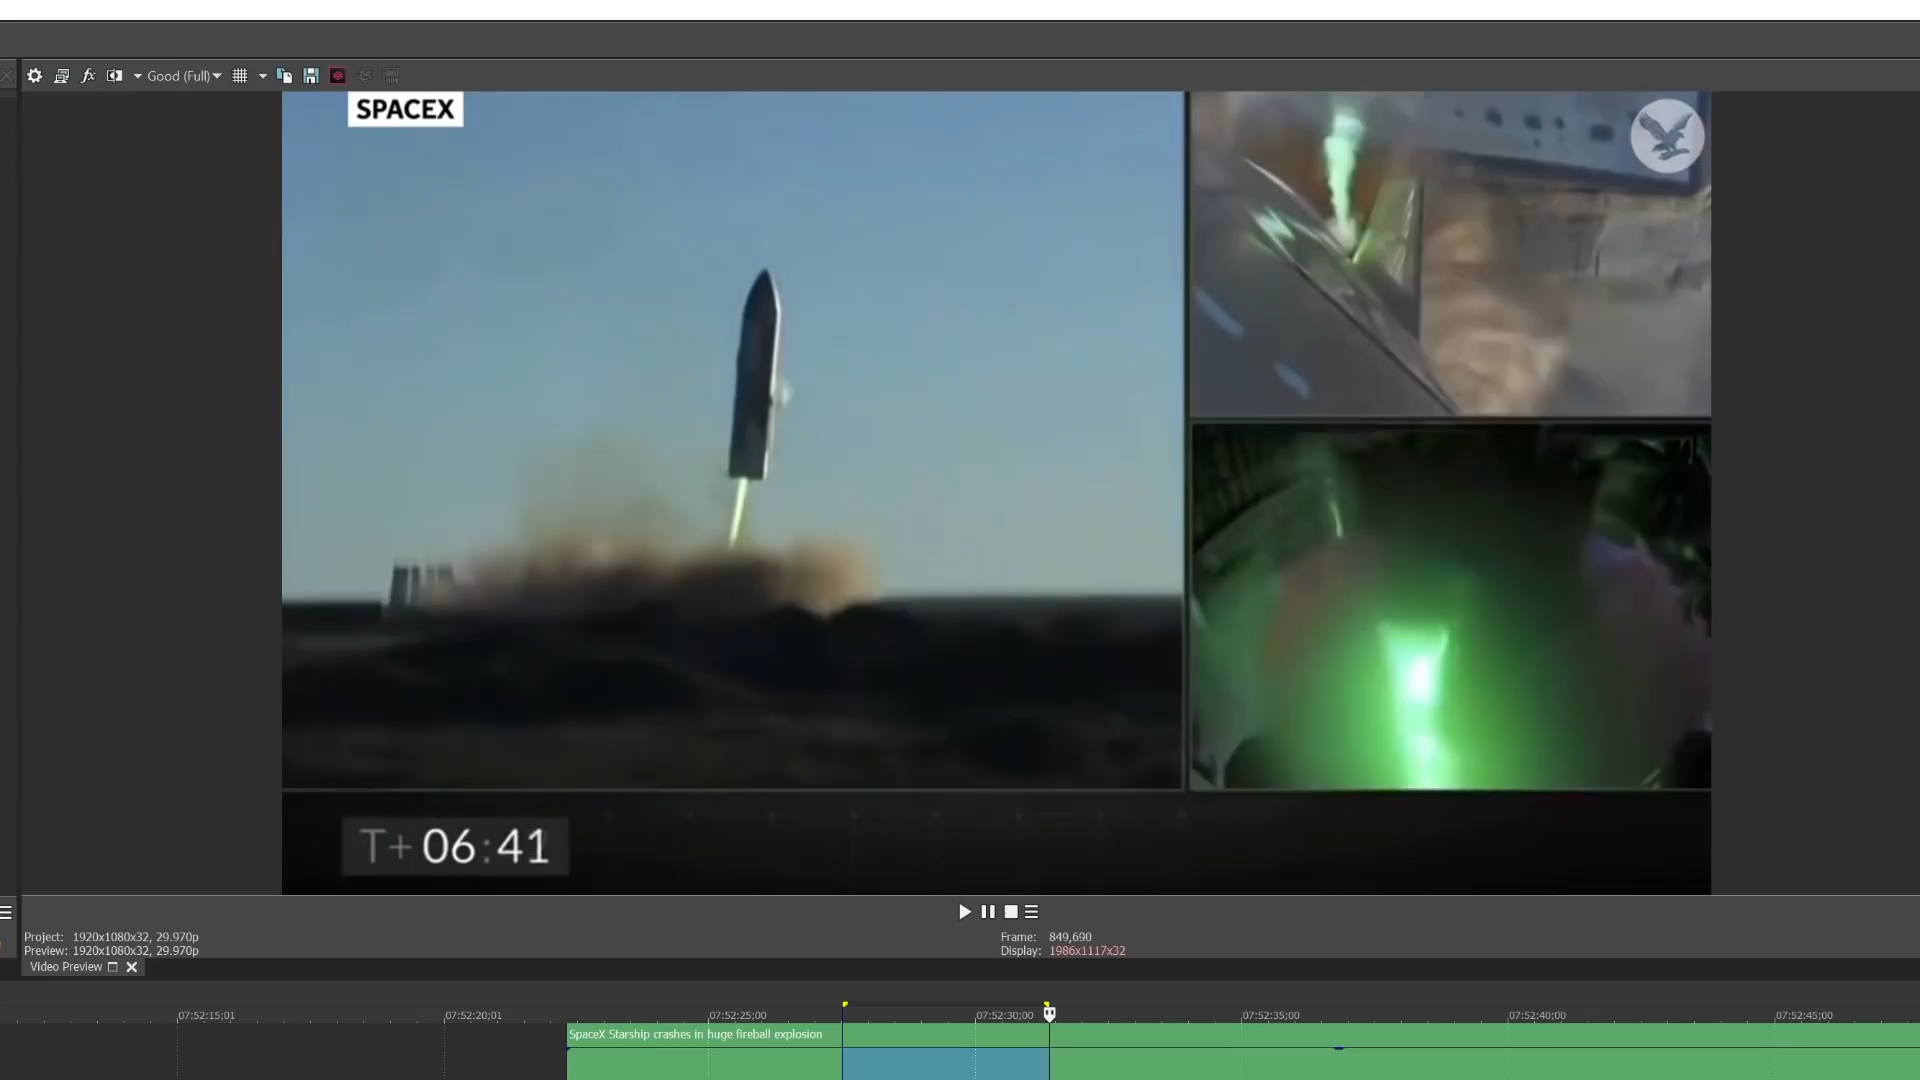 Good (Full)
SPACEX
T+ 06:41
Project: 1920x1080x32, 29.970p
Preview: 1920x1080x32, 29.970p
Frame: 849,690
Display: 1986x1117x32
Video Preview
07:52:15;01
07:52:20;01
07:52:25;00
07:52:30;00
07:52:35;00
07:52:40;00
07:52:45;00
SpaceX Starship crashes in huge fireball explosion